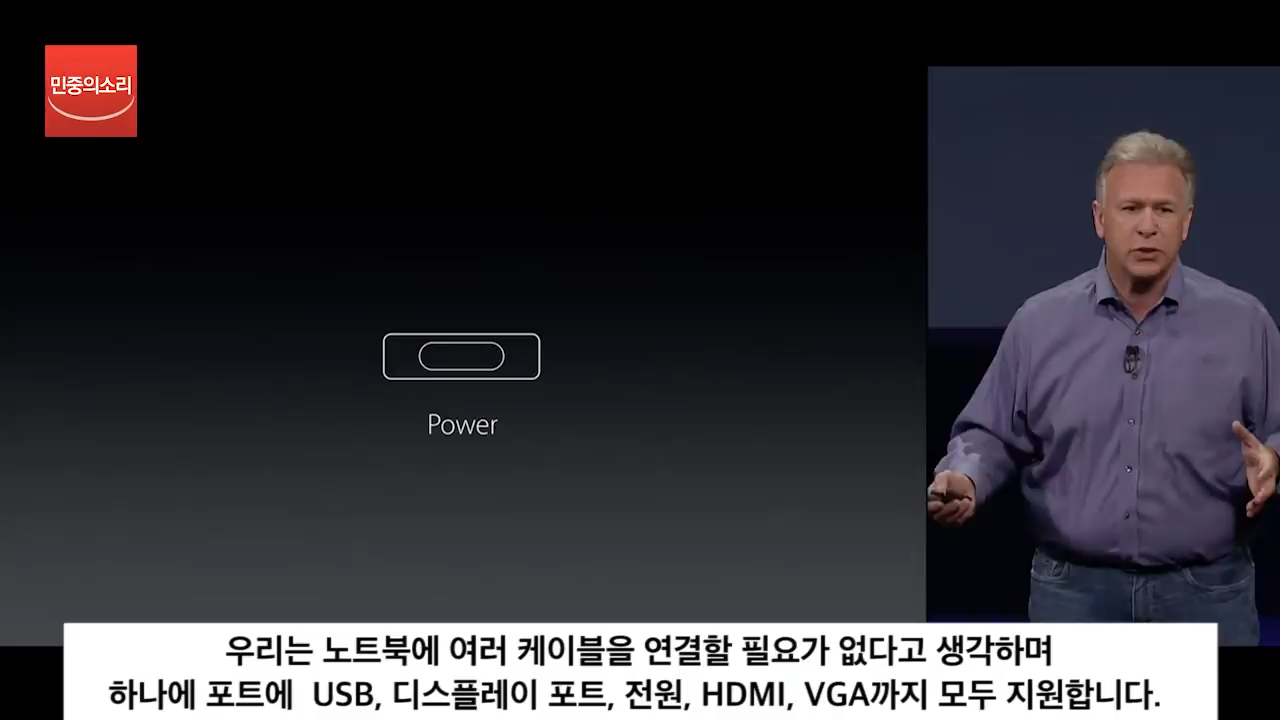 민중의소리
Power
우리는 노트북에 여러 케이블을 연결할 필요가 없다고 생각하며
하나에 포트에 USB, 디스플레이 포트, 전원, HDMI, VGA까지 모두 지원합니다.